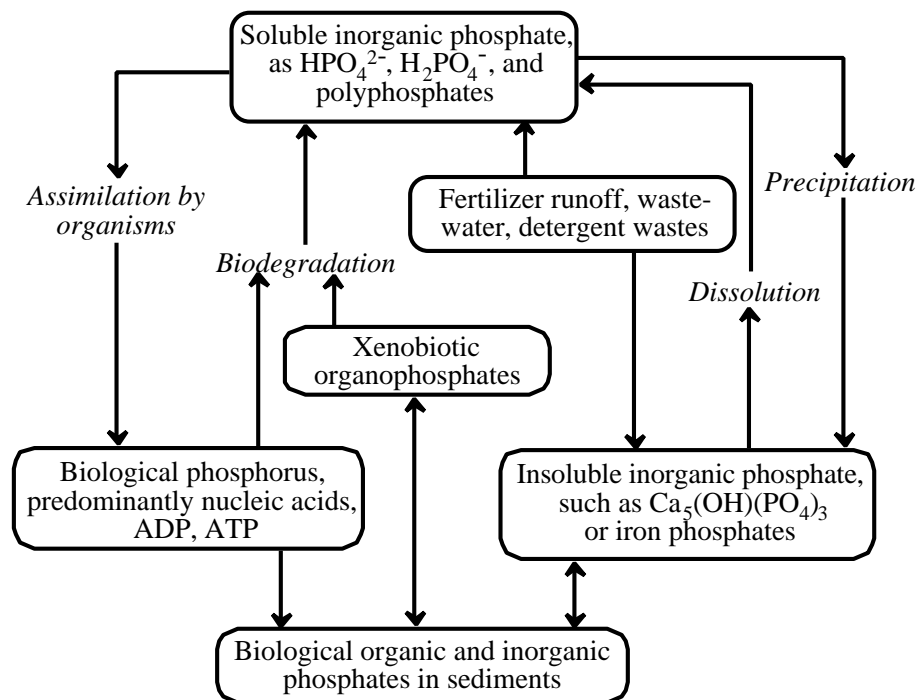 Soluble inorganic phosphate,
as HPO₄²⁻, H₂PO₄⁻, and
polyphosphates
Assimilation by
organisms
Biodegradation
Fertilizer runoff, waste-
water, detergent wastes
Precipitation
Dissolution
Xenobiotic
organophosphates
Biological phosphorus,
predominantly nucleic acids,
ADP, ATP
Insoluble inorganic phosphate,
such as Ca₅(OH)(PO₄)₃
or iron phosphates
Biological organic and inorganic
phosphates in sediments